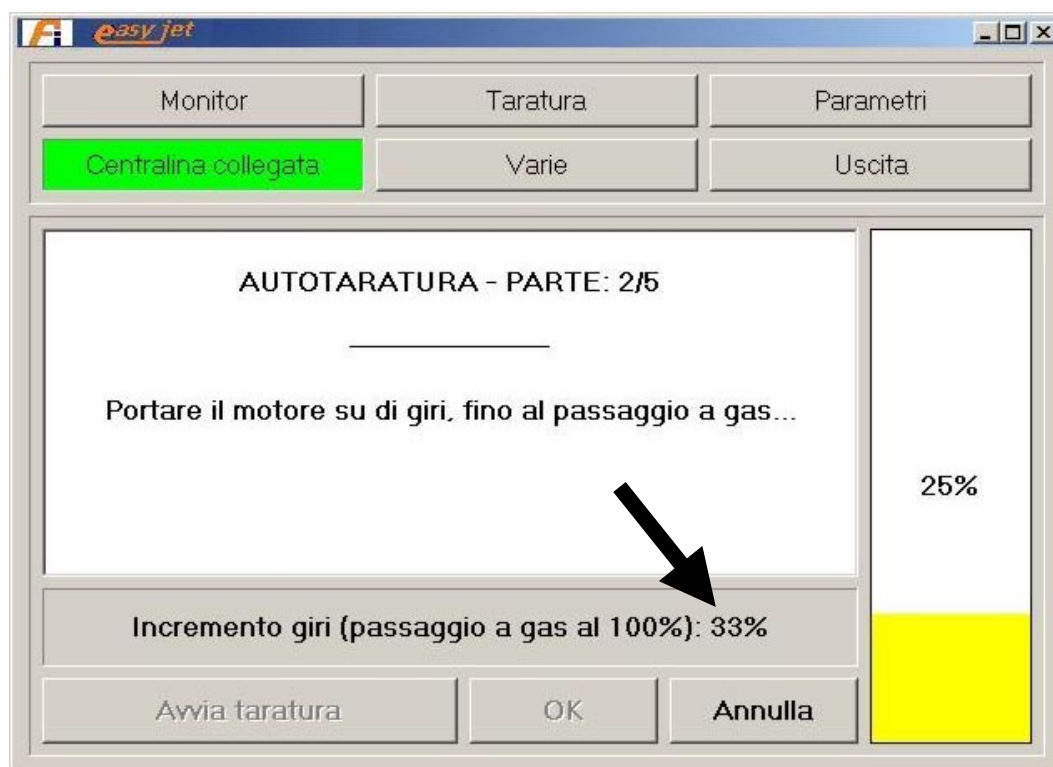 easy jet
Monitor Taratura Parametri
Centralina collegata Varie Uscita
AUTOTARATURA - PARTE: 2/5
Portare il motore su di giri, fino al passaggio a gas...
25%
Incremento giri (passaggio a gas al 100%): 33%
Avvia taratura OK Annulla